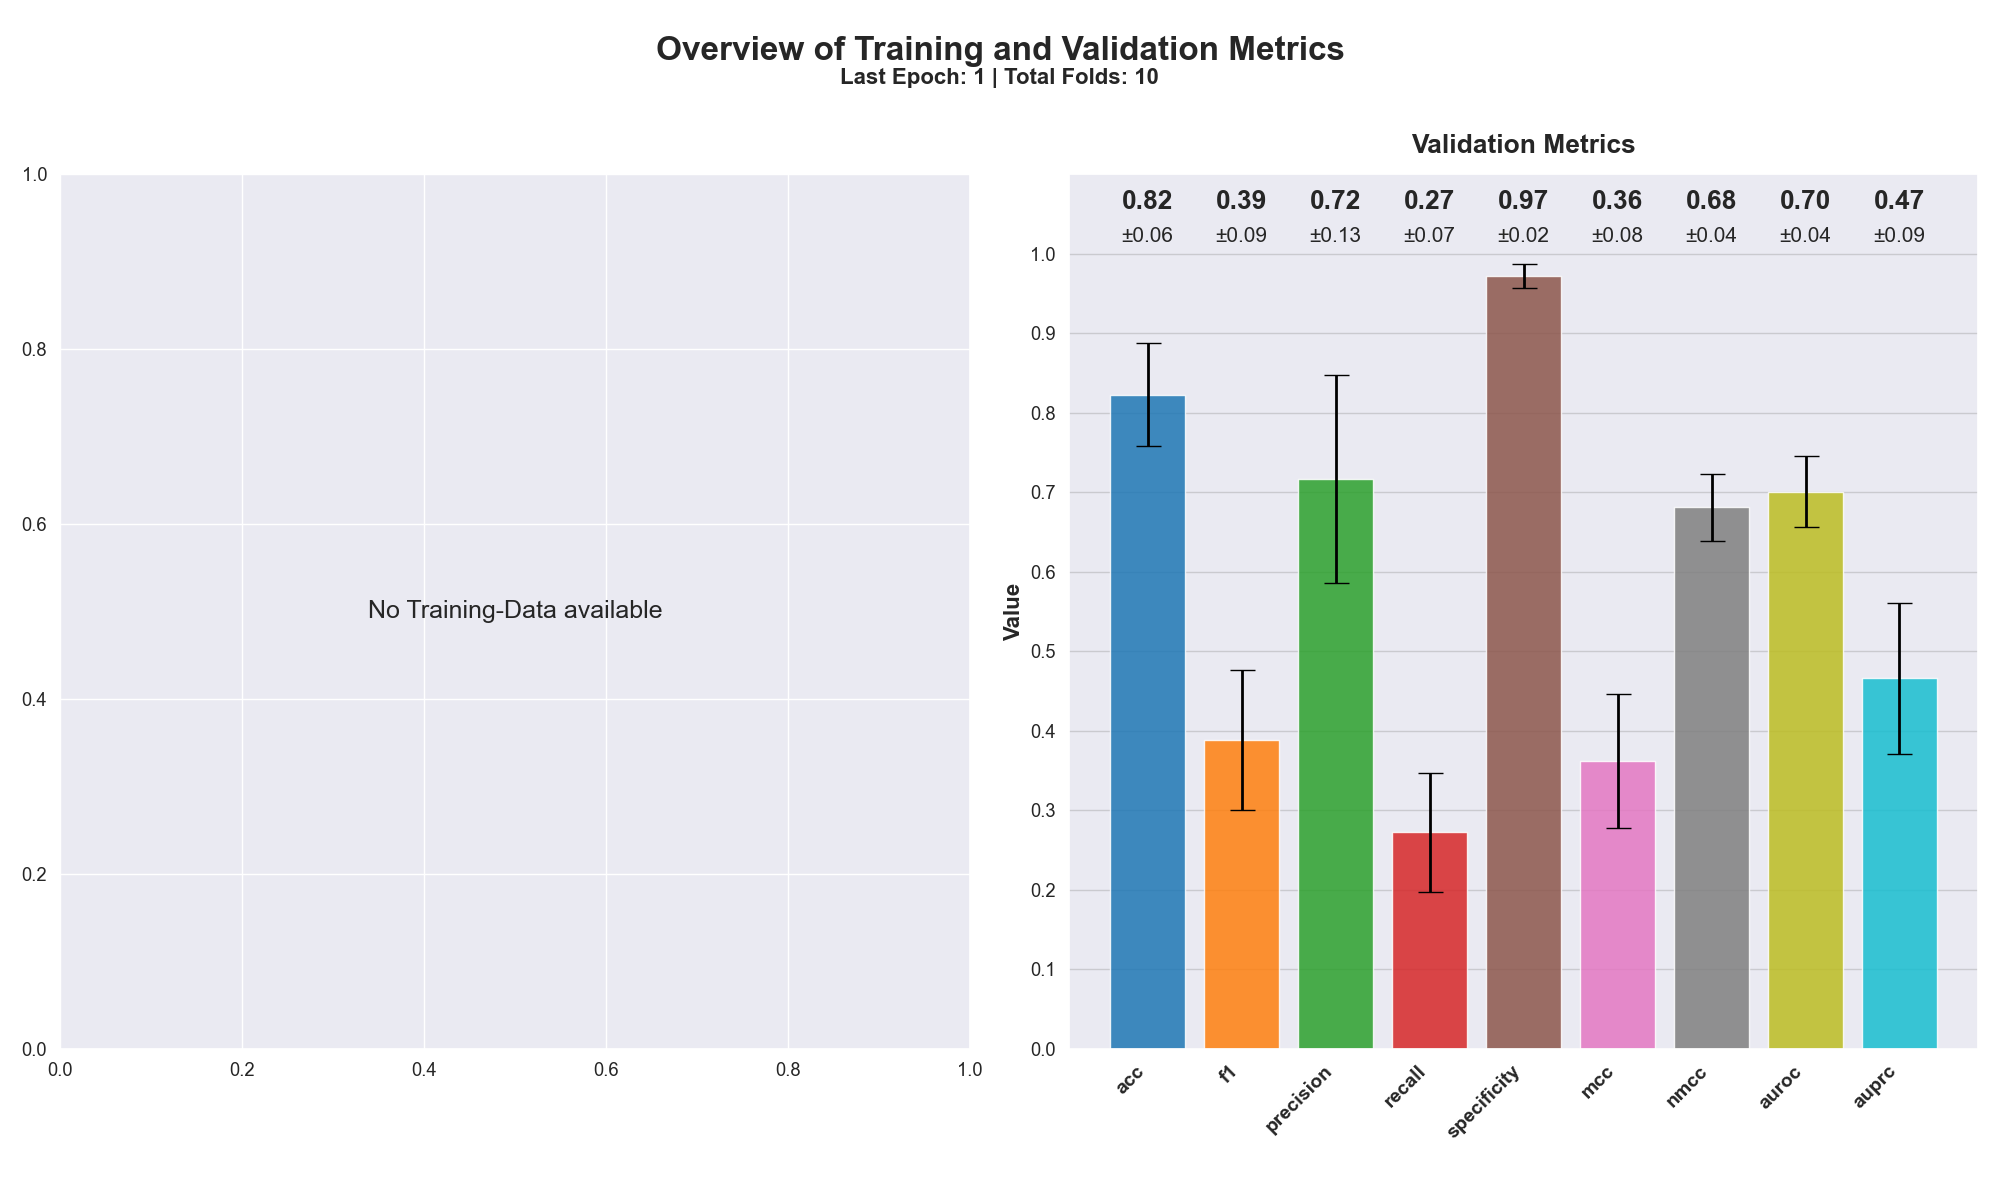 Overview of Training and Validation Metrics
Last Epoch: 1 | Total Folds: 10
1.0
0.8
0.6
0.4
0.2
0.0
0.0 0.2 0.4 0.6 0.8 1.0
No Training-Data available
Validation Metrics
0.82 0.39 0.72 0.27 0.97 0.36 0.68 0.70 0.47
±0.06 ±0.09 ±0.13 ±0.07 ±0.02 ±0.08 ±0.04 ±0.04 ±0.09
Value
1.0
0.9
0.8
0.7
0.6
0.5
0.4
0.3
0.2
0.1
0.0
acc f1 precision recall specificity mcc nmcc auroc auprc